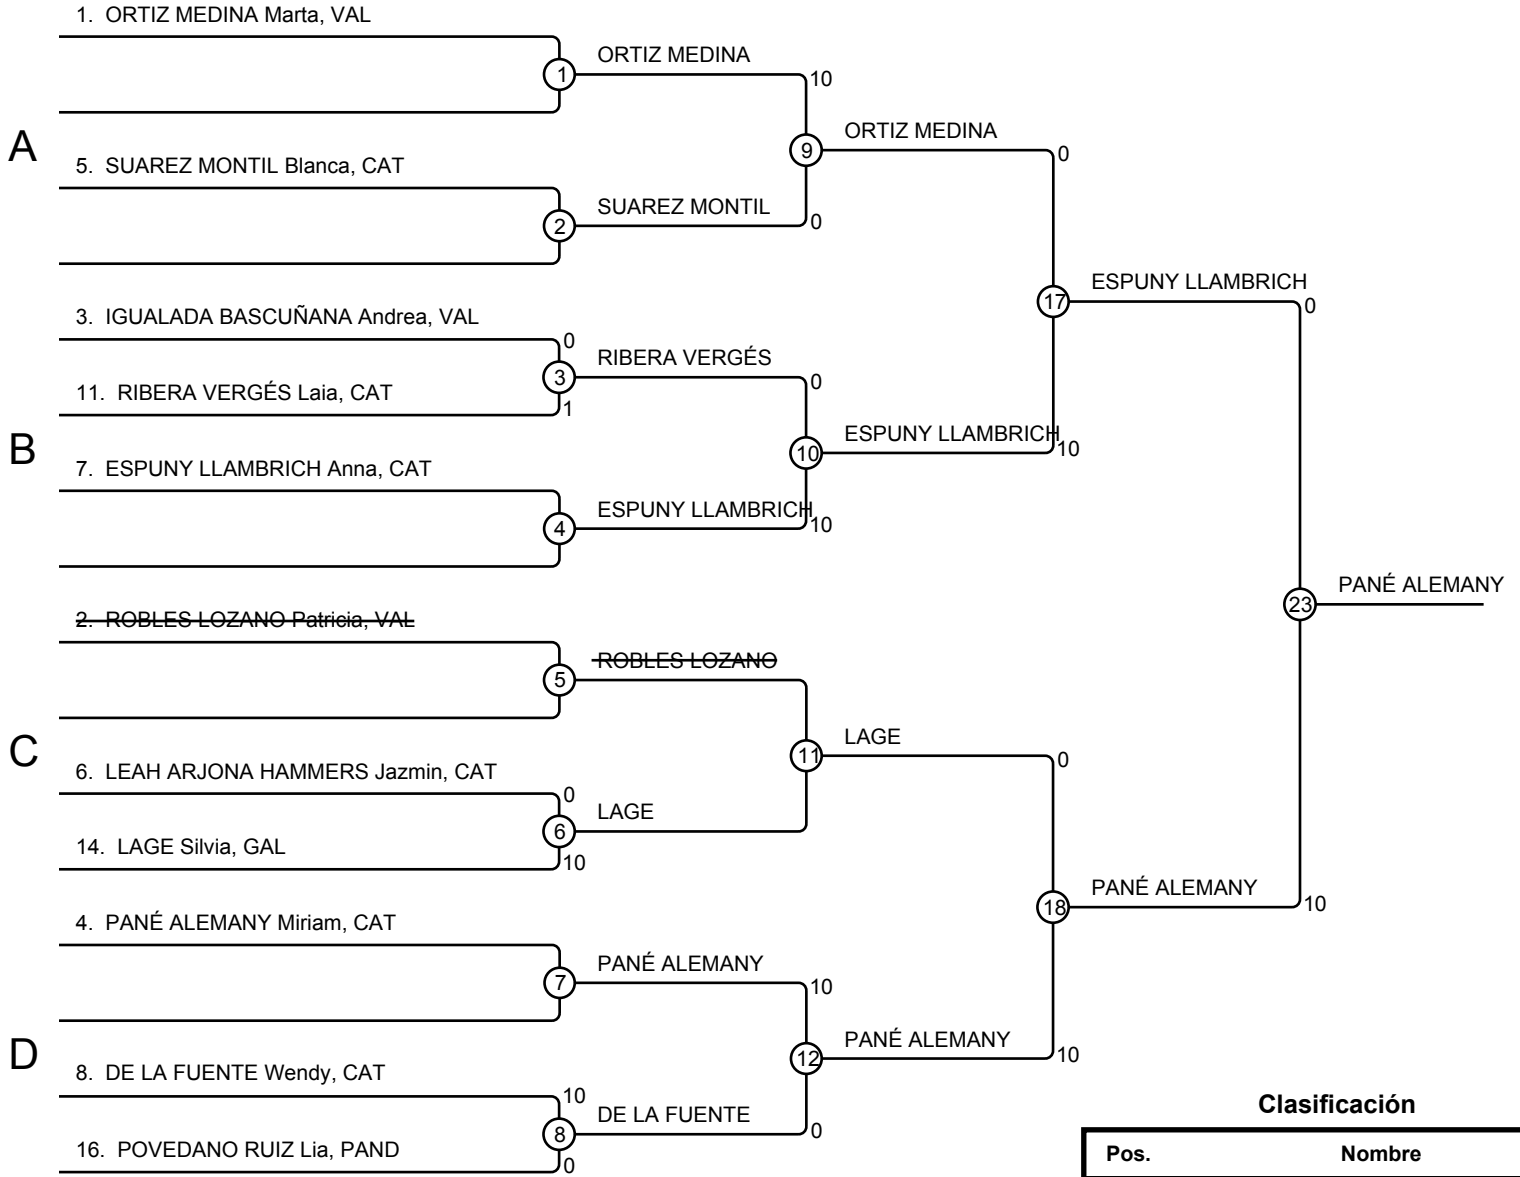 1. ORTIZ MEDINA Marta, VAL
ORTIZ MEDINA
1
10
A
ORTIZ MEDINA
9
0
5. SUAREZ MONTIL Blanca, CAT
SUAREZ MONTIL
2
0
ESPUNY LLAMBRICH
17
0
3. IGUALADA BASCUÑANA Andrea, VAL
0
RIBERA VERGÉS
3
0
11. RIBERA VERGÉS Laia, CAT
1
B
ESPUNY LLAMBRICH
10
10
7. ESPUNY LLAMBRICH Anna, CAT
ESPUNY LLAMBRICH
4
10
PANÉ ALEMANY
23
2. ROBLES LOZANO Patricia, VAL
ROBLES LOZANO
5
C
LAGE
11
0
6. LEAH ARJONA HAMMERS Jazmin, CAT
0
LAGE
6
14. LAGE Silvia, GAL
10
PANÉ ALEMANY
18
10
4. PANÉ ALEMANY Miriam, CAT
PANÉ ALEMANY
7
10
D
PANÉ ALEMANY
12
10
8. DE LA FUENTE Wendy, CAT
10
DE LA FUENTE
8
0
16. POVEDANO RUIZ Lia, PAND
0
Clasificación
Pos. Nombre